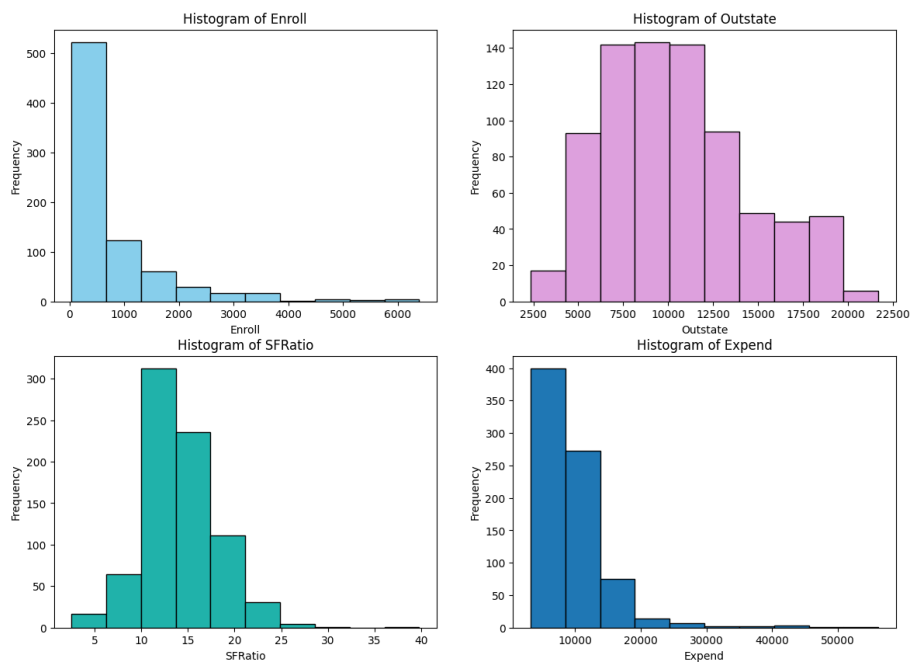 Histogram of Enroll
Frequency
500
400
300
200
100
0
0 1000 2000 3000 4000 5000 6000
Enroll
Histogram of Outstate
Frequency
140
120
100
80
60
40
20
0
2500 5000 7500 10000 12500 15000 17500 20000 22500
Outstate
Histogram of SFRatio
Frequency
300
250
200
150
100
50
0
5 10 15 20 25 30 35 40
SFRatio
Histogram of Expend
Frequency
400
350
300
250
200
150
100
50
0
10000 20000 30000 40000 50000
Expend